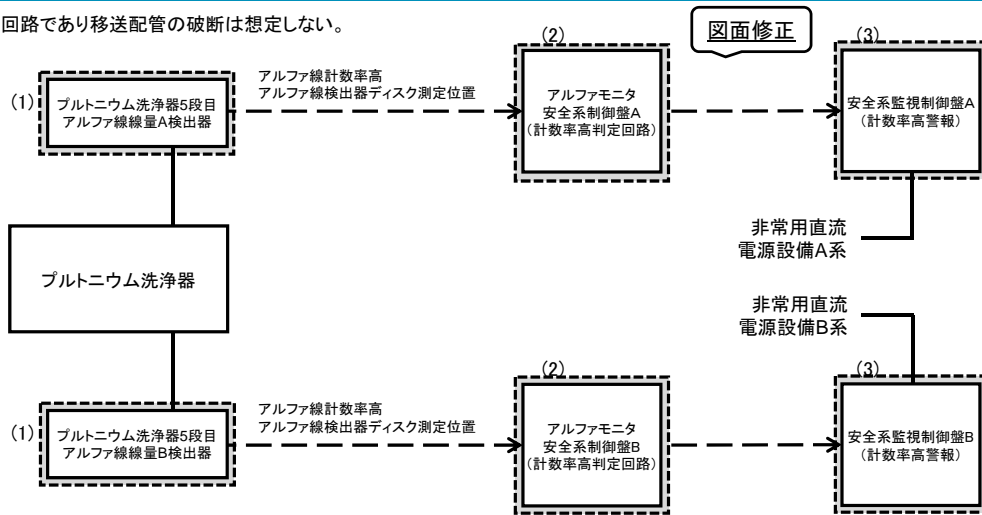 回路であり移送配管の破断は想定しない。
図面修正
(1)
プルトニウム洗浄器5段目
アルファ線線量A検出器
アルファ線計数率高
アルファ線検出器ディスク測定位置
(2)
アルファモニタ
安全系制御盤A
(計数率高判定回路)
(3)
安全系監視制御盤A
(計数率高警報)
非常用直流
電源設備A系
プルトニウム洗浄器
非常用直流
電源設備B系
(1)
プルトニウム洗浄器5段目
アルファ線線量B検出器
アルファ線計数率高
アルファ線検出器ディスク測定位置
(2)
アルファモニタ
安全系制御盤B
(計数率高判定回路)
(3)
安全系監視制御盤B
(計数率高警報)